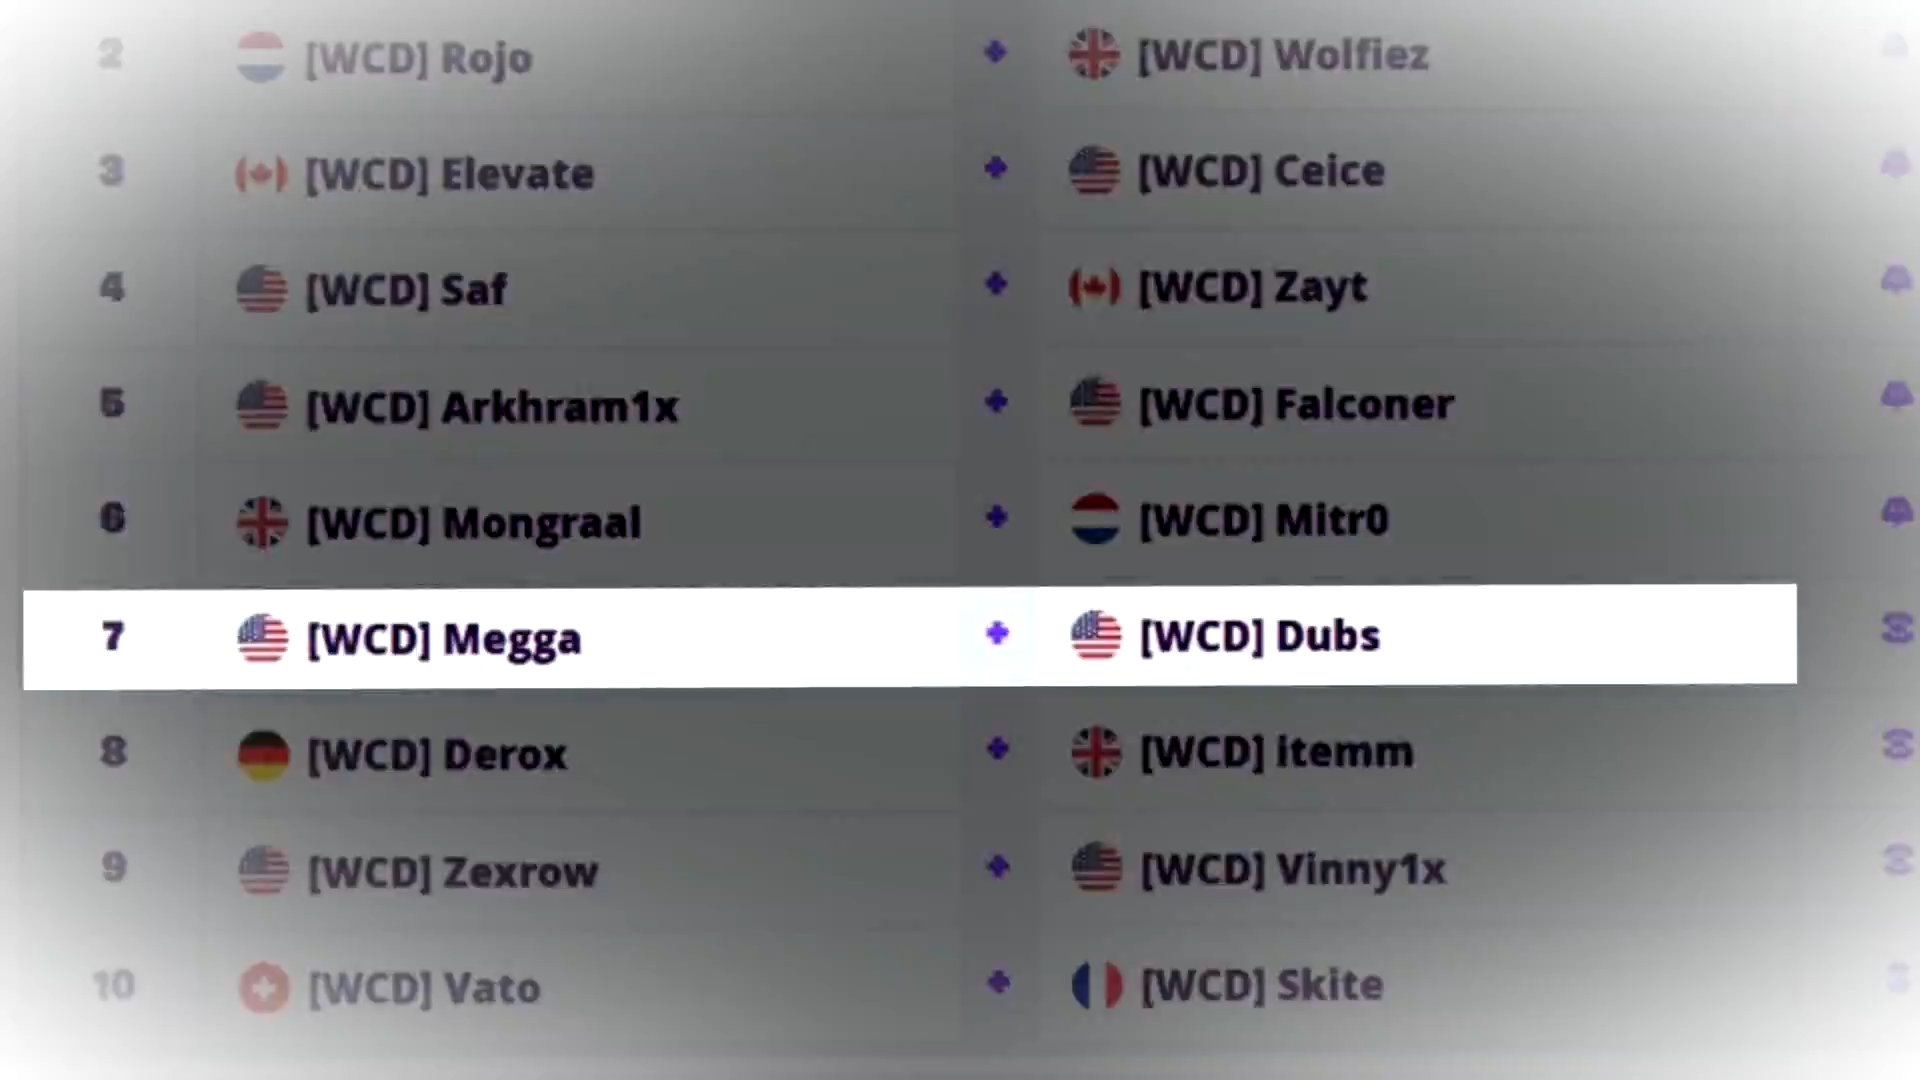 2 [WCD] Rojo [WCD] Wolfiez
3 [WCD] Elevate [WCD] Ceice
4 [WCD] Saf [WCD] Zayt
5 [WCD] Arkhram1x [WCD] Falconer
6 [WCD] Mongraal [WCD] Mitr0
7 [WCD] Megga [WCD] Dubs
8 [WCD] Derox [WCD] itemm
9 [WCD] Zexrow [WCD] Vinny1x
10 [WCD] Vato [WCD] Skite